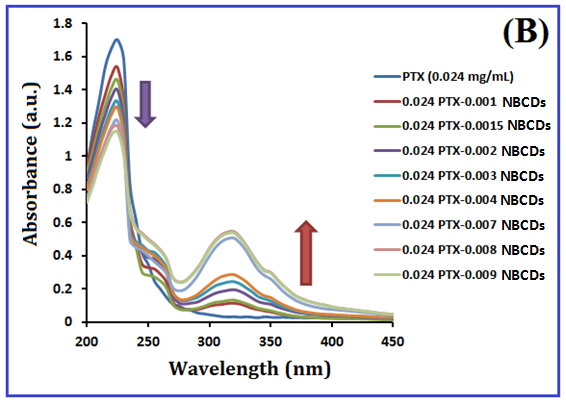 (B)
Absorbance (a.u.)
1.8
1.6
1.4
1.2
1
0.8
0.6
0.4
0.2
0
200
250
300
350
400
450
Wavelength (nm)
PTX (0.024 mg/mL)
0.024 PTX-0.001 NBCDs
0.024 PTX-0.0015 NBCDs
0.024 PTX-0.002 NBCDs
0.024 PTX-0.003 NBCDs
0.024 PTX-0.004 NBCDs
0.024 PTX-0.007 NBCDs
0.024 PTX-0.008 NBCDs
0.024 PTX-0.009 NBCDs